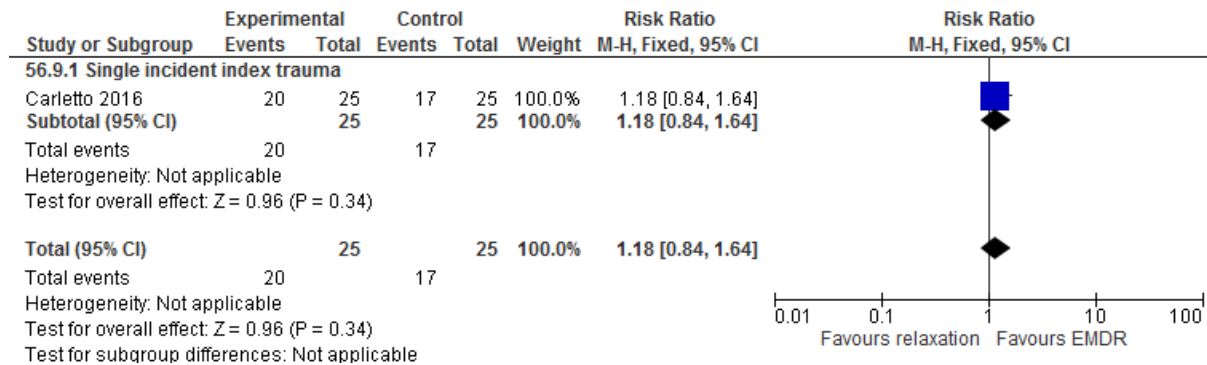 Experimental Control Risk Ratio Risk Ratio
Study or Subgroup Events Total Events Total Weight M-H, Fixed, 95% CI M-H, Fixed, 95% CI
56.9.1 Single incident index trauma
Carletto 2016 20 25 17 25 100.0% 1.18 [0.84, 1.64]
Subtotal (95% CI) 25 25 100.0% 1.18 [0.84, 1.64]
Total events 20 17
Heterogeneity: Not applicable
Test for overall effect: Z = 0.96 (P = 0.34)
Total (95% CI) 25 25 100.0% 1.18 [0.84, 1.64]
Total events 20 17
Heterogeneity: Not applicable
Test for overall effect: Z = 0.96 (P = 0.34)
Test for subgroup differences: Not applicable
0.01 0.1 1 10 100
Favours relaxation Favours EMDR